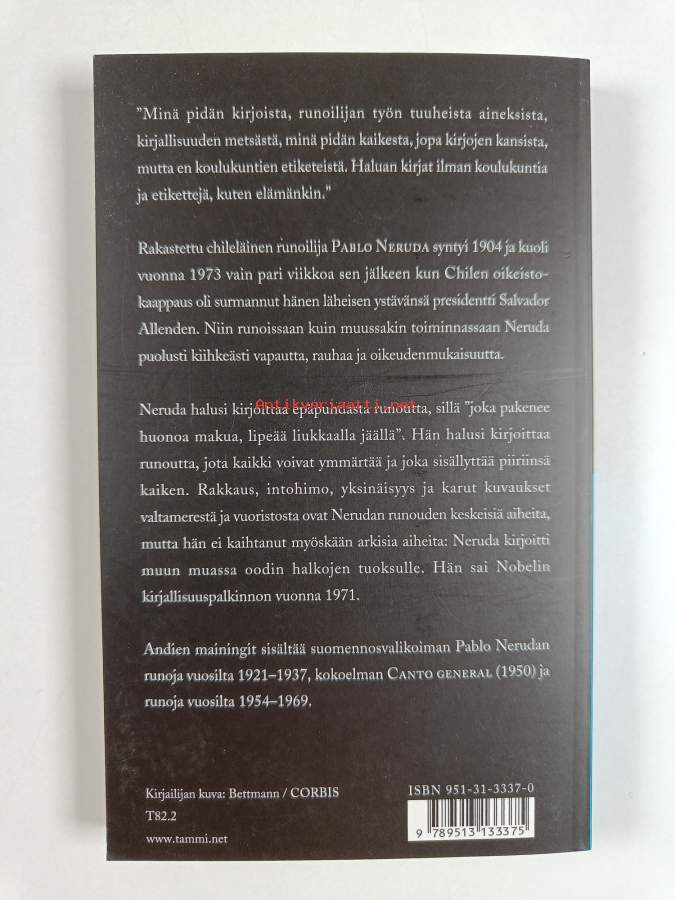 "Minä pidän kirjoista, runoilijan työn tuuheista aineksista,
kirjallisuuden metsästä, minä pidän kaikesta, jopa kirjojen kansista,
mutta en koulukuntien etiketeistä. Haluan kirjat ilman koulukuntia
ja etikettejä, kuten elämänkin."
Rakastettu chileläinen runoilija PABLO NERUDA syntyi 1904 ja kuoli
vuonna 1973 vain pari viikkoa sen jälkeen kun Chilen oikeisto-
kaappaus oli surmannut hänen läheisen ystävänsä presidentti Salvador
Allenden. Niin runoissaan kuin muussakin toiminnassaan Neruda
puolusti kiihkeästi vapautta, rauhaa ja oikeudenmukaisuutta.
Antikvariaatti.net
Neruda halusi kirjoittaa epäpuhdasta runoutta, sillä "joka pakenee
huonoa makua, lipeää liukkaalla jäällä". Hän halusi kirjoittaa
runoutta, jota kaikki voivat ymmärtää ja joka sisällyttää piiriinsä
kaiken. Rakkaus, intohimo, yksinäisyys ja karut kuvaukset
valtamerestä ja vuoristosta ovat Nerudan runouden keskeisiä aiheita,
mutta hän ei kaihtanut myöskään arkisia aiheita: Neruda kirjoitti
muun muassa oodin halkojen tuoksulle. Hän sai Nobelin
kirjallisuuspalkinnon vuonna 1971.
Andien mainingit sisältää suomennosvalikoiman Pablo Nerudan
runoja vuosilta 1921–1937, kokoelman CANTO GENERAL (1950) ja
runoja vuosilta 1954–1969.
Kirjailijan kuva: Bettmann / CORBIS
T82.2
www.tammi.net
ISBN 951-31-3337-0
9 789513 133375